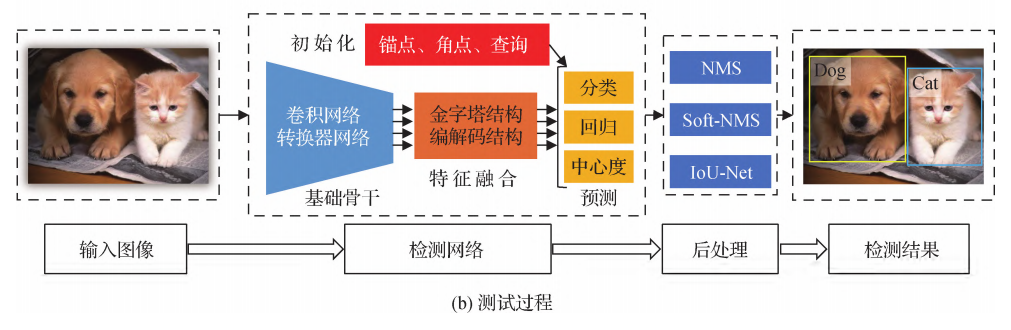 初始化
锚点、角点、查询
卷积网络
转换器网络
基础骨干
金字塔结构
编解码结构
特征融合
分类
回归
中心度
预测
NMS
Soft-NMS
IoU-Net
Dog
Cat
输入图像
检测网络
后处理
检测结果
(b) 测试过程